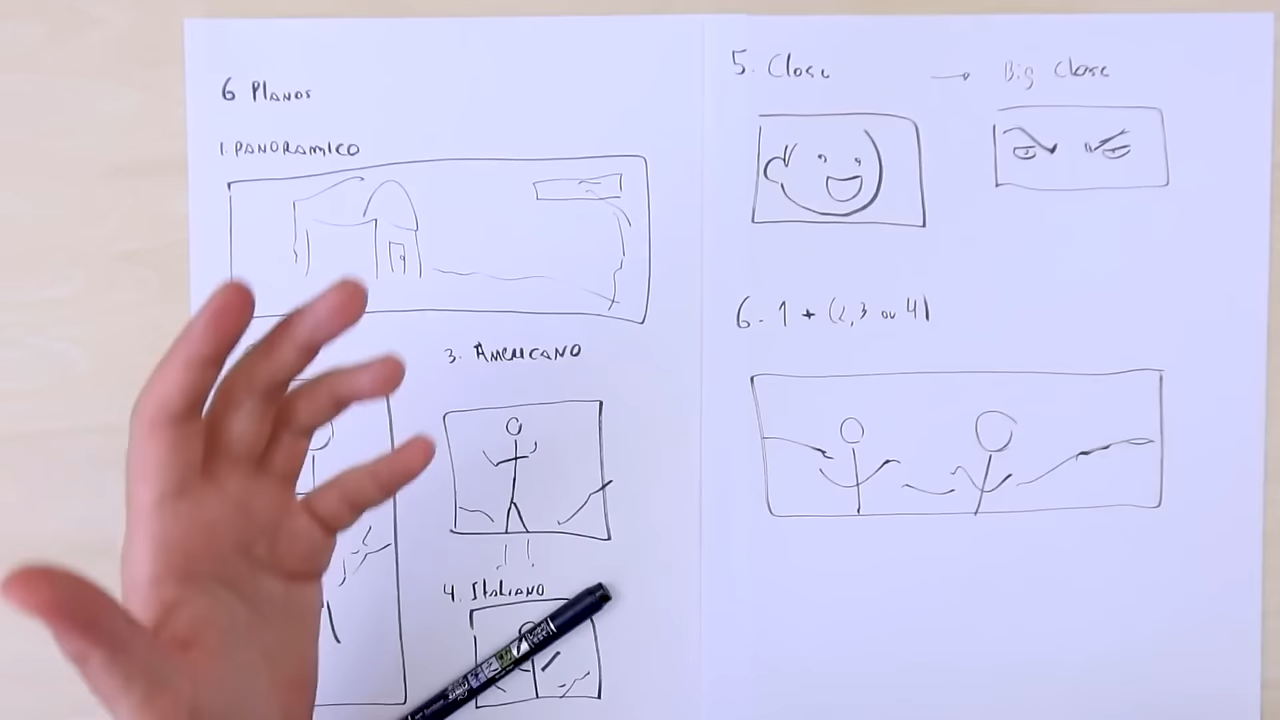 6 PLANOS
1. PANORAMICO
3. AMERICANO
4. ItaliANO
5. Close → Big Close
6. 1 + (2,3 ou 4)